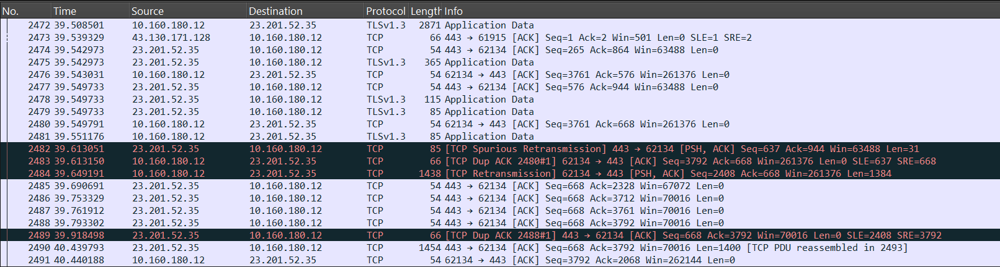 No. Time Source Destination Protocol Length Info
2472 39.508501 10.160.180.12 23.201.52.35 TLSv1.3 2871 Application Data
2473 39.539329 43.130.171.128 10.160.180.12 TCP 66 443 → 61915 [ACK] Seq=1 Ack=2 Win=501 Len=0 SLE=1 SRE=2
2474 39.542973 23.201.52.35 10.160.180.12 TCP 54 443 → 62134 [ACK] Seq=265 Ack=864 Win=63488 Len=0
2475 39.542973 23.201.52.35 10.160.180.12 TLSv1.3 365 Application Data
2476 39.543031 10.160.180.12 23.201.52.35 TCP 54 62134 → 443 [ACK] Seq=3761 Ack=576 Win=261376 Len=0
2477 39.549733 23.201.52.35 10.160.180.12 TCP 54 443 → 62134 [ACK] Seq=576 Ack=944 Win=63488 Len=0
2478 39.549733 23.201.52.35 10.160.180.12 TLSv1.3 115 Application Data
2479 39.549733 23.201.52.35 10.160.180.12 TLSv1.3 85 Application Data
2480 39.549791 10.160.180.12 23.201.52.35 TCP 54 62134 → 443 [ACK] Seq=3761 Ack=668 Win=261376 Len=0
2481 39.551176 10.160.180.12 23.201.52.35 TLSv1.3 85 Application Data
2482 39.613051 23.201.52.35 10.160.180.12 TCP 85 [TCP Spurious Retransmission] 443 → 62134 [PSH, ACK] Seq=637 Ack=944 Win=63488 Len=31
2483 39.613150 10.160.180.12 23.201.52.35 TCP 66 [TCP Dup ACK 2480#1] 62134 → 443 [ACK] Seq=3792 Ack=668 Win=261376 Len=0 SLE=637 SRE=668
2484 39.649191 10.160.180.12 23.201.52.35 TCP 1438 [TCP Retransmission] 62134 → 443 [PSH, ACK] Seq=2408 Ack=668 Win=261376 Len=1384
2485 39.690691 23.201.52.35 10.160.180.12 TCP 54 443 → 62134 [ACK] Seq=668 Ack=2328 Win=67072 Len=0
2486 39.753329 23.201.52.35 10.160.180.12 TCP 54 443 → 62134 [ACK] Seq=668 Ack=3712 Win=70016 Len=0
2487 39.761912 23.201.52.35 10.160.180.12 TCP 54 443 → 62134 [ACK] Seq=668 Ack=3761 Win=70016 Len=0
2488 39.793302 23.201.52.35 10.160.180.12 TCP 54 443 → 62134 [ACK] Seq=668 Ack=3792 Win=70016 Len=0
2489 39.918498 23.201.52.35 10.160.180.12 TCP 66 [TCP Dup ACK 2488#1] 443 → 62134 [ACK] Seq=668 Ack=3792 Win=70016 Len=0 SLE=2408 SRE=3792
2490 40.439793 23.201.52.35 10.160.180.12 TCP 1454 443 → 62134 [ACK] Seq=668 Ack=3792 Win=70016 Len=1400 [TCP PDU reassembled in 2493]
2491 40.440188 10.160.180.12 23.201.52.35 TCP 54 62134 → 443 [ACK] Seq=3792 Ack=2068 Win=262144 Len=0